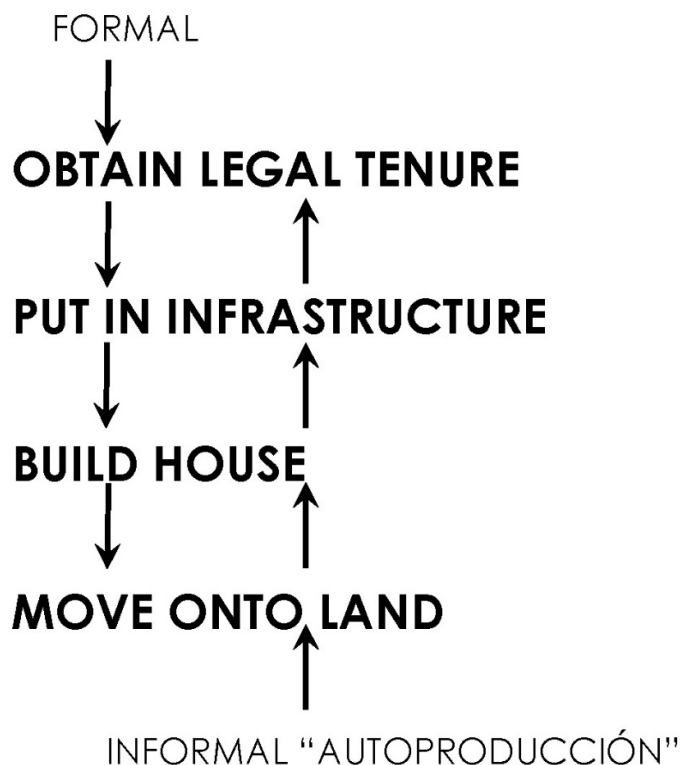 FORMAL
OBTAIN LEGAL TENURE
PUT IN INFRASTRUCTURE
BUILD HOUSE
MOVE ONTO LAND
INFORMAL “AUTOPRODUCCIÓN”